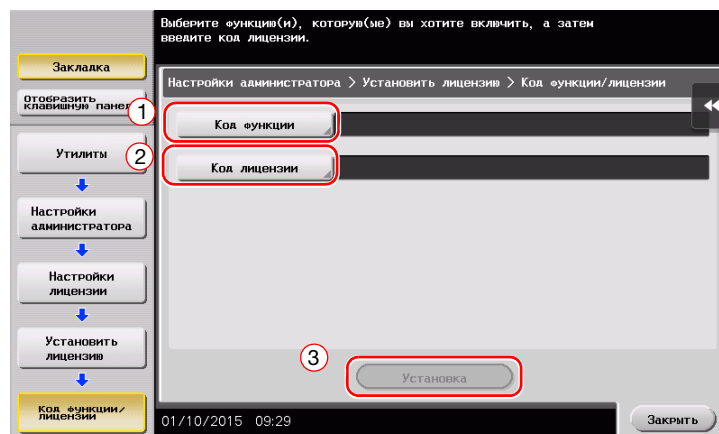 Выберите функцию(и), которую(ые) вы хотите включить, а затем
введите код лицензии.
Закладка
Отобразить
клавишную панель
Настройки администратора > Установить лицензию > Код функции/лицензии
1
Код функции
2
Код лицензии
Утилиты
Настройки
администратора
Настройки
лицензии
Установить
лицензию
Код функции/
лицензии
3
Установка
01/10/2015 09:29
Закрыть